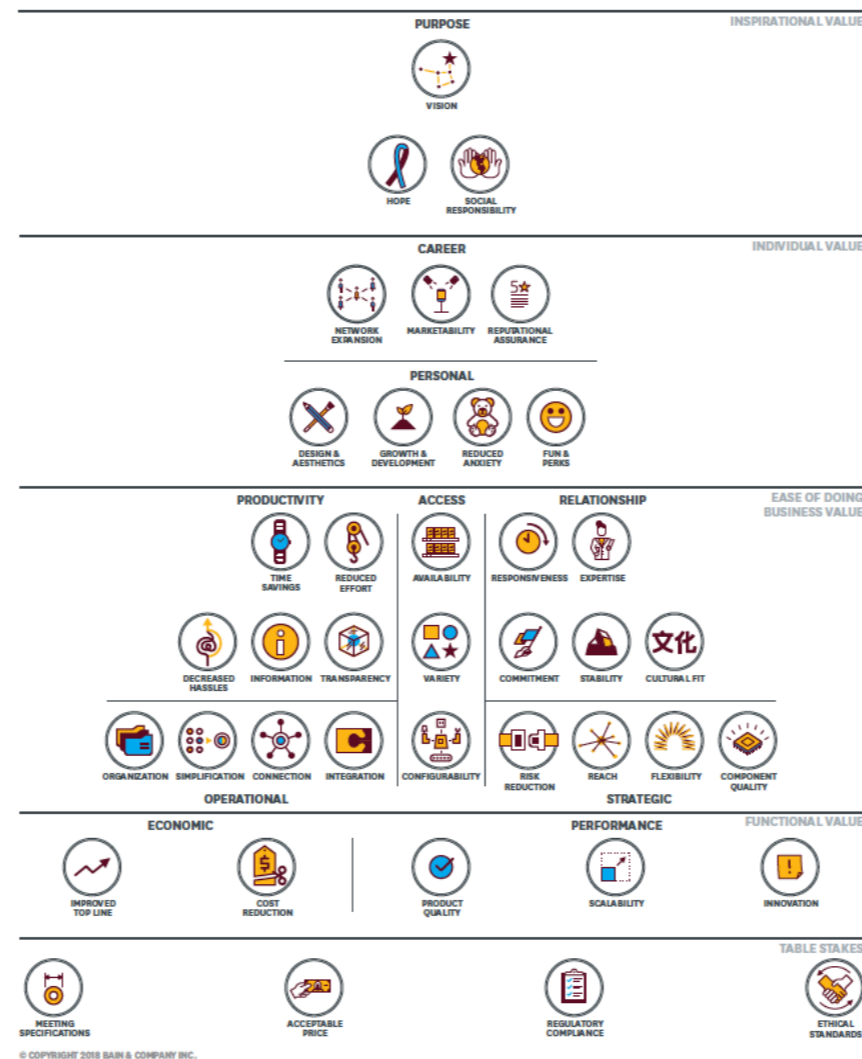 PURPOSE
INSPIRATIONAL VALUE
VISION
HOPE
SOCIAL
RESPONSIBILITY
CAREER
INDIVIDUAL VALUE
NETWORK
EXPANSION
MARKETABILITY
5
REPUTATIONAL
ASSURANCE
PERSONAL
DESIGN &
AESTHETICS
GROWTH &
DEVELOPMENT
REDUCED
ANXIETY
FUN &
PERKS
PRODUCTIVITY
ACCESS
RELATIONSHIP
EASE OF DOING
BUSINESS VALUE
TIME
SAVINGS
REDUCED
EFFORT
AVAILABILITY
RESPONSIVENESS
EXPERTISE
DECREASED
HASSLES
i
INFORMATION
TRANSPARENCY
VARIETY
COMMITMENT
STABILITY
文化
CULTURAL FIT
ORGANIZATION
SIMPLIFICATION
CONNECTION
INTEGRATION
CONFIGURABILITY
RISK
REDUCTION
REACH
FLEXIBILITY
COMPONENT
QUALITY
OPERATIONAL
STRATEGIC
ECONOMIC
PERFORMANCE
FUNCTIONAL VALUE
IMPROVED
TOP LINE
$
COST
REDUCTION
PRODUCT
QUALITY
SCALABILITY
!
INNOVATION
TABLE STAKES
MEETING
SPECIFICATIONS
ACCEPTABLE
PRICE
REGULATORY
COMPLIANCE
ETHICAL
STANDARDS
© COPYRIGHT 2018 BAIN & COMPANY INC.